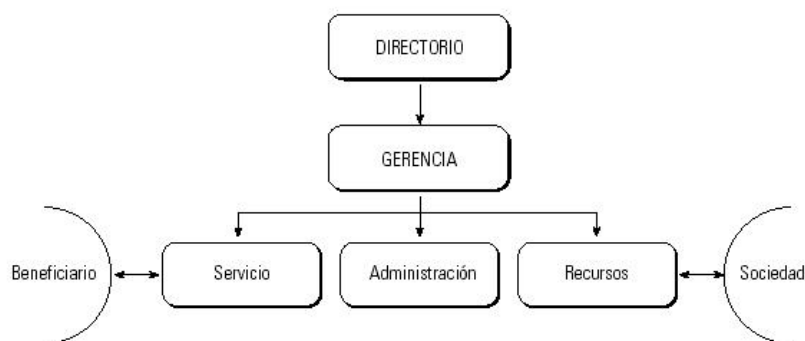 DIRECTORIO
GERENCIA
Beneficiario
Servicio
Administración
Recursos
Sociedad